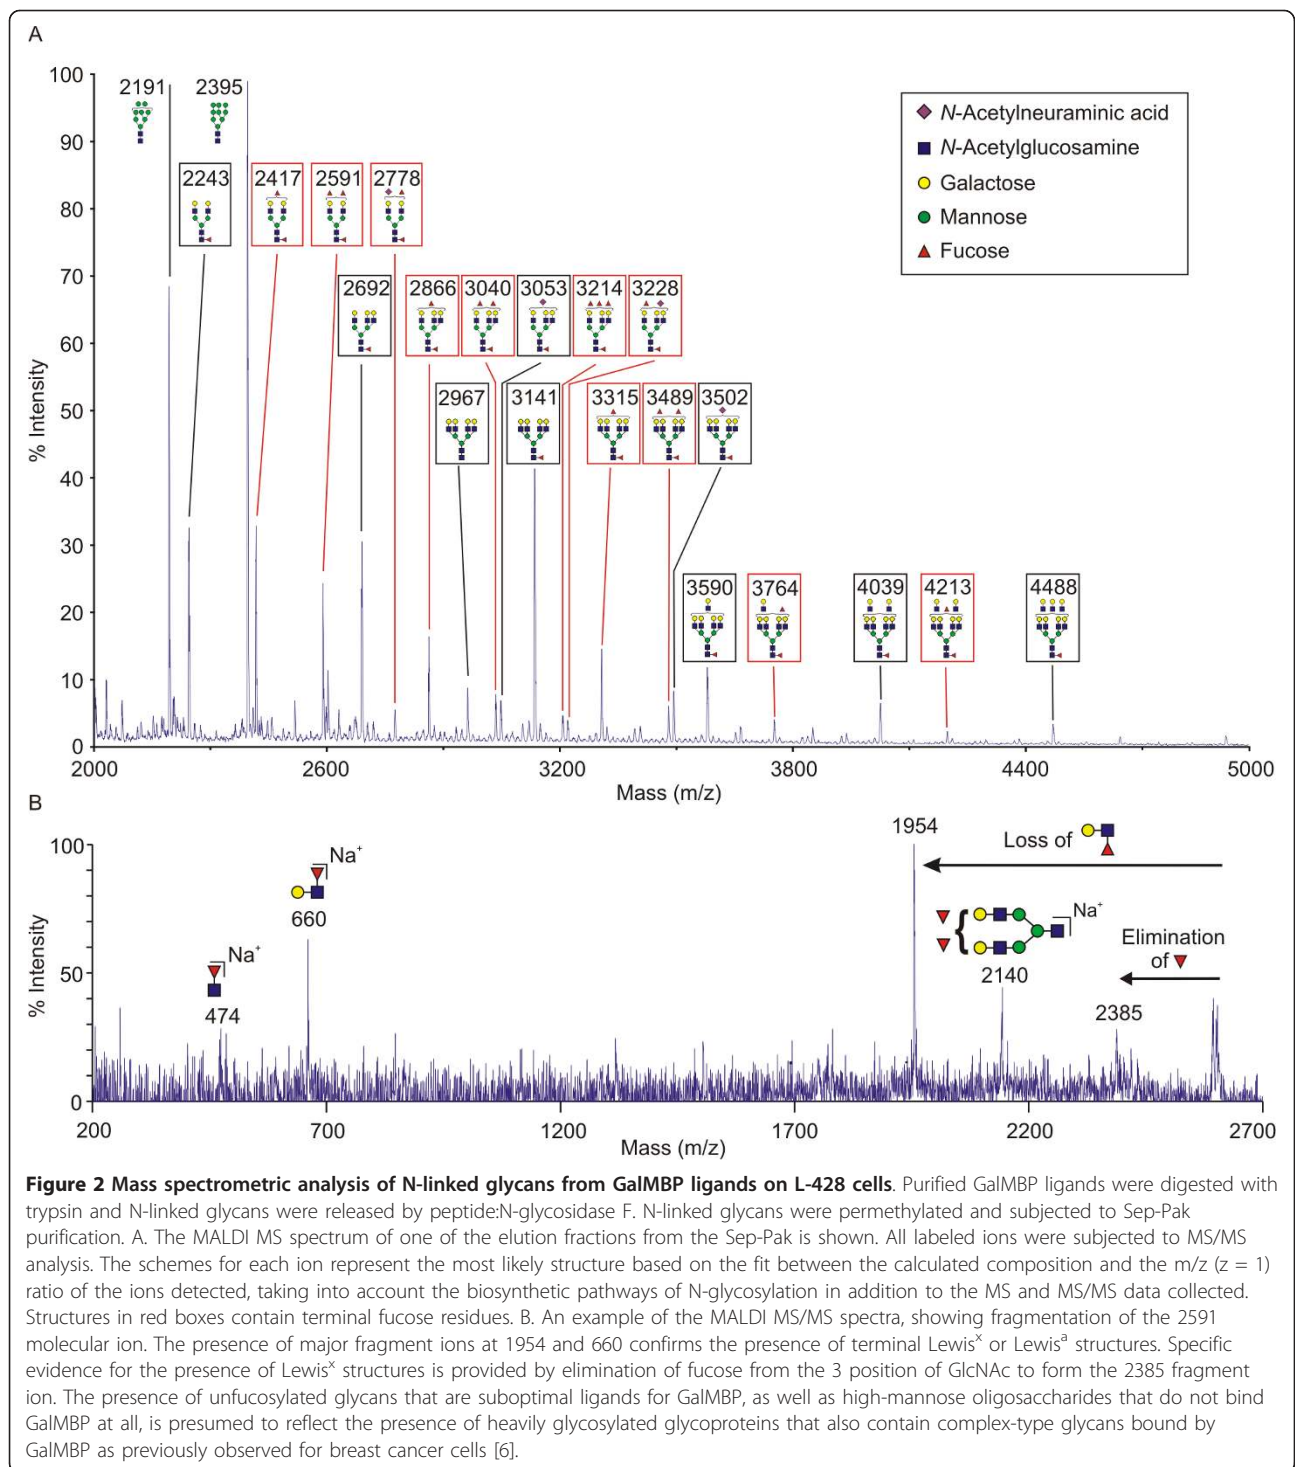 A
100
90
80
70
60
50
40
30
20
10
0
% Intensity
2191
2395
2243
2417
2591
2778
2692
2866
3040
3053
3214
3228
2967
3141
3315
3489
3502
3590
3764
4039
4213
4488
N-Acetylneuraminic acid
N-Acetylglucosamine
Galactose
Mannose
Fucose
2000
2600
3200
3800
4400
5000
Mass (m/z)
B
100
50
0
% Intensity
Na+
474
Na+
660
1954
Loss of
Na+
2140
Elimination
of
2385
200
700
1200
1700
2200
2700
Mass (m/z)
Figure 2 Mass spectrometric analysis of N-linked glycans from GalMBP ligands on L-428 cells. Purified GalMBP ligands were digested with
trypsin and N-linked glycans were released by peptide:N-glycosidase F. N-linked glycans were permethylated and subjected to Sep-Pak
purification. A. The MALDI MS spectrum of one of the elution fractions from the Sep-Pak is shown. All labeled ions were subjected to MS/MS
analysis. The schemes for each ion represent the most likely structure based on the fit between the calculated composition and the m/z (z = 1)
ratio of the ions detected, taking into account the biosynthetic pathways of N-glycosylation in addition to the MS and MS/MS data collected.
Structures in red boxes contain terminal fucose residues. B. An example of the MALDI MS/MS spectra, showing fragmentation of the 2591
molecular ion. The presence of major fragment ions at 1954 and 660 confirms the presence of terminal Lewisx or Lewisa structures. Specific
evidence for the presence of Lewisx structures is provided by elimination of fucose from the 3 position of GlcNAc to form the 2385 fragment
ion. The presence of unfucosylated glycans that are suboptimal ligands for GalMBP, as well as high-mannose oligosaccharides that do not bind
GalMBP at all, is presumed to reflect the presence of heavily glycosylated glycoproteins that also contain complex-type glycans bound by
GalMBP as previously observed for breast cancer cells [6].